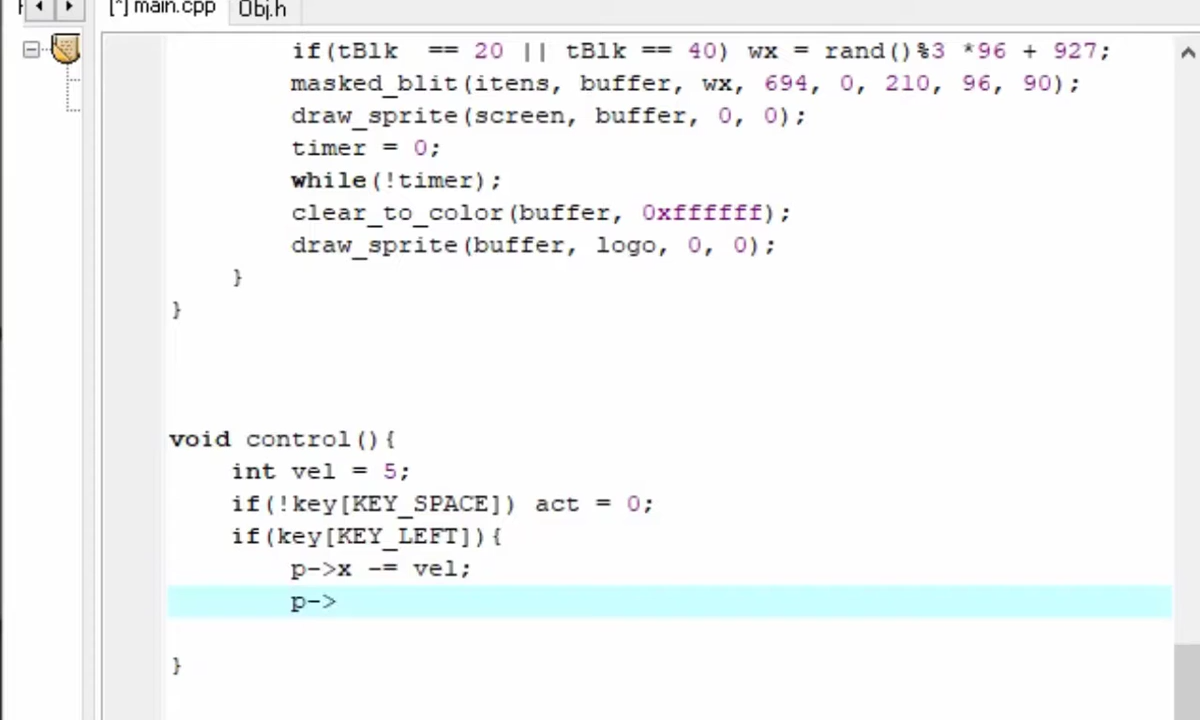 [*] main.cpp
Obj.h
if(tBlk  == 20 || tBlk == 40) wx = rand()%3 *96 + 927;
masked_blit(itens, buffer, wx, 694, 0, 210, 96, 90);
draw_sprite(screen, buffer, 0, 0);
timer = 0;
while(!timer);
clear_to_color(buffer, 0xffffff);
draw_sprite(buffer, logo, 0, 0);
}
}
void control(){
int vel = 5;
if(!key[KEY_SPACE]) act = 0;
if(key[KEY_LEFT]){
p->x -= vel;
p->
}